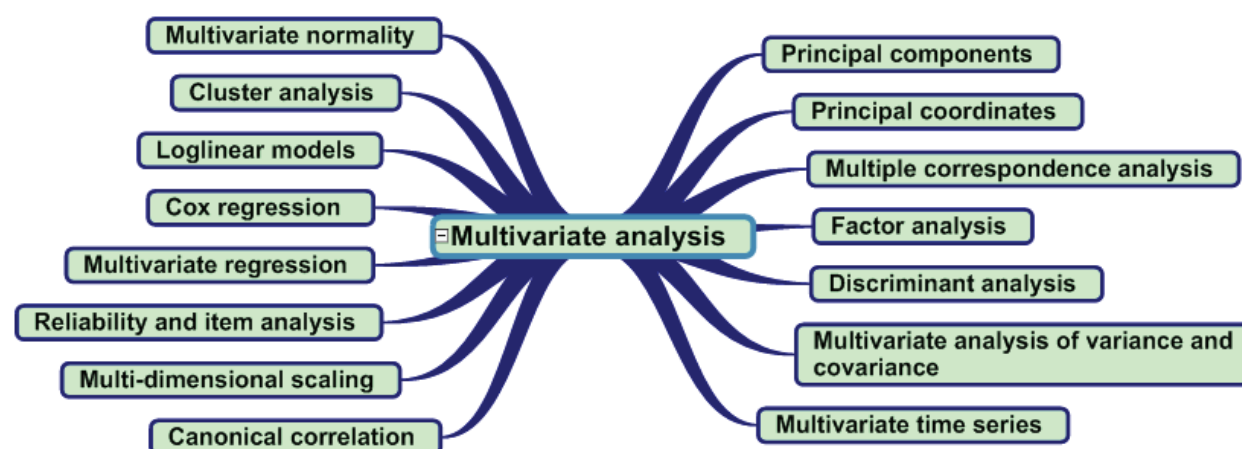 Multivariate normality
Cluster analysis
Loglinear models
Cox regression
Multivariate regression
Reliability and item analysis
Multi-dimensional scaling
Canonical correlation
Multivariate analysis
Principal components
Principal coordinates
Multiple correspondence analysis
Factor analysis
Discriminant analysis
Multivariate analysis of variance and
covariance
Multivariate time series